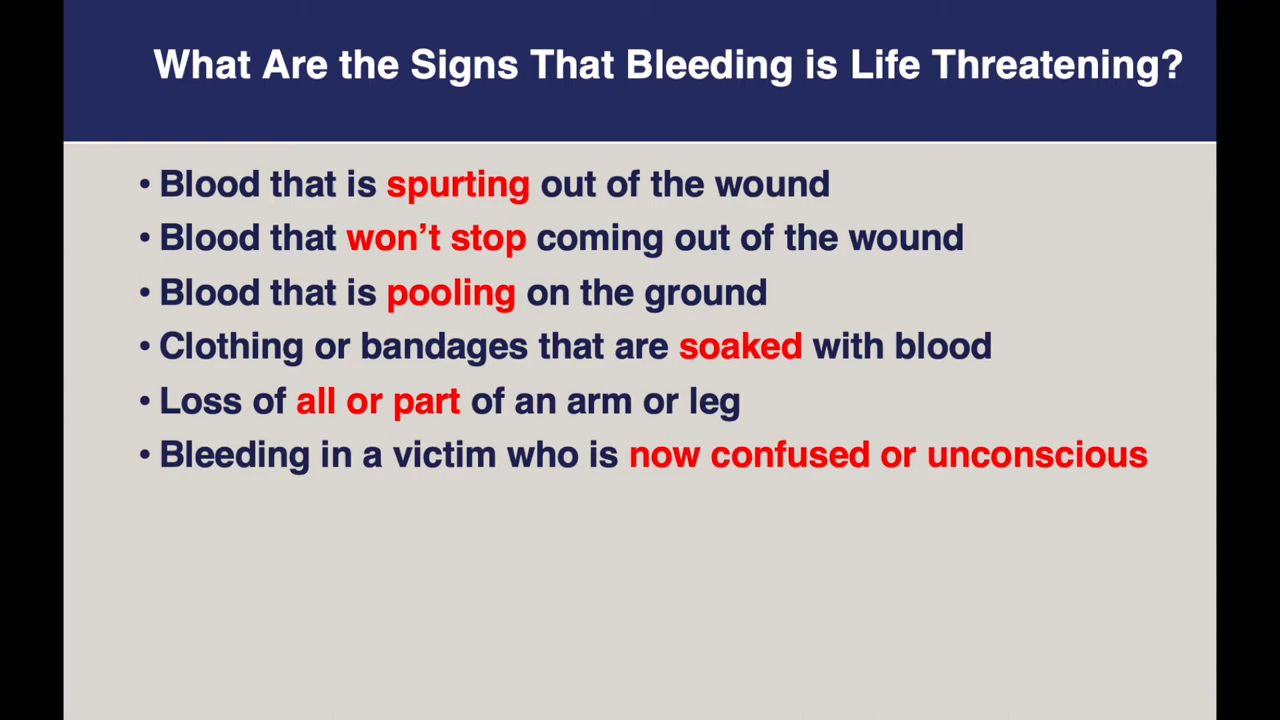 What Are the Signs That Bleeding is Life Threatening?
• Blood that is spurting out of the wound
• Blood that won’t stop coming out of the wound
• Blood that is pooling on the ground
• Clothing or bandages that are soaked with blood
• Loss of all or part of an arm or leg
• Bleeding in a victim who is now confused or unconscious